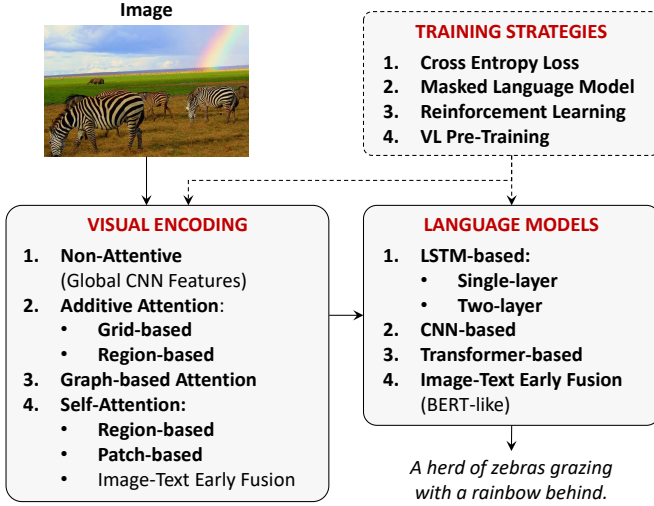 Image
TRAINING STRATEGIES
1. Cross Entropy Loss
2. Masked Language Model
3. Reinforcement Learning
4. VL Pre-Training
VISUAL ENCODING
1. Non-Attentive
(Global CNN Features)
2. Additive Attention:
• Grid-based
• Region-based
3. Graph-based Attention
4. Self-Attention:
• Region-based
• Patch-based
• Image-Text Early Fusion
LANGUAGE MODELS
1. LSTM-based:
• Single-layer
• Two-layer
2. CNN-based
3. Transformer-based
4. Image-Text Early Fusion
(BERT-like)
A herd of zebras grazing
with a rainbow behind.